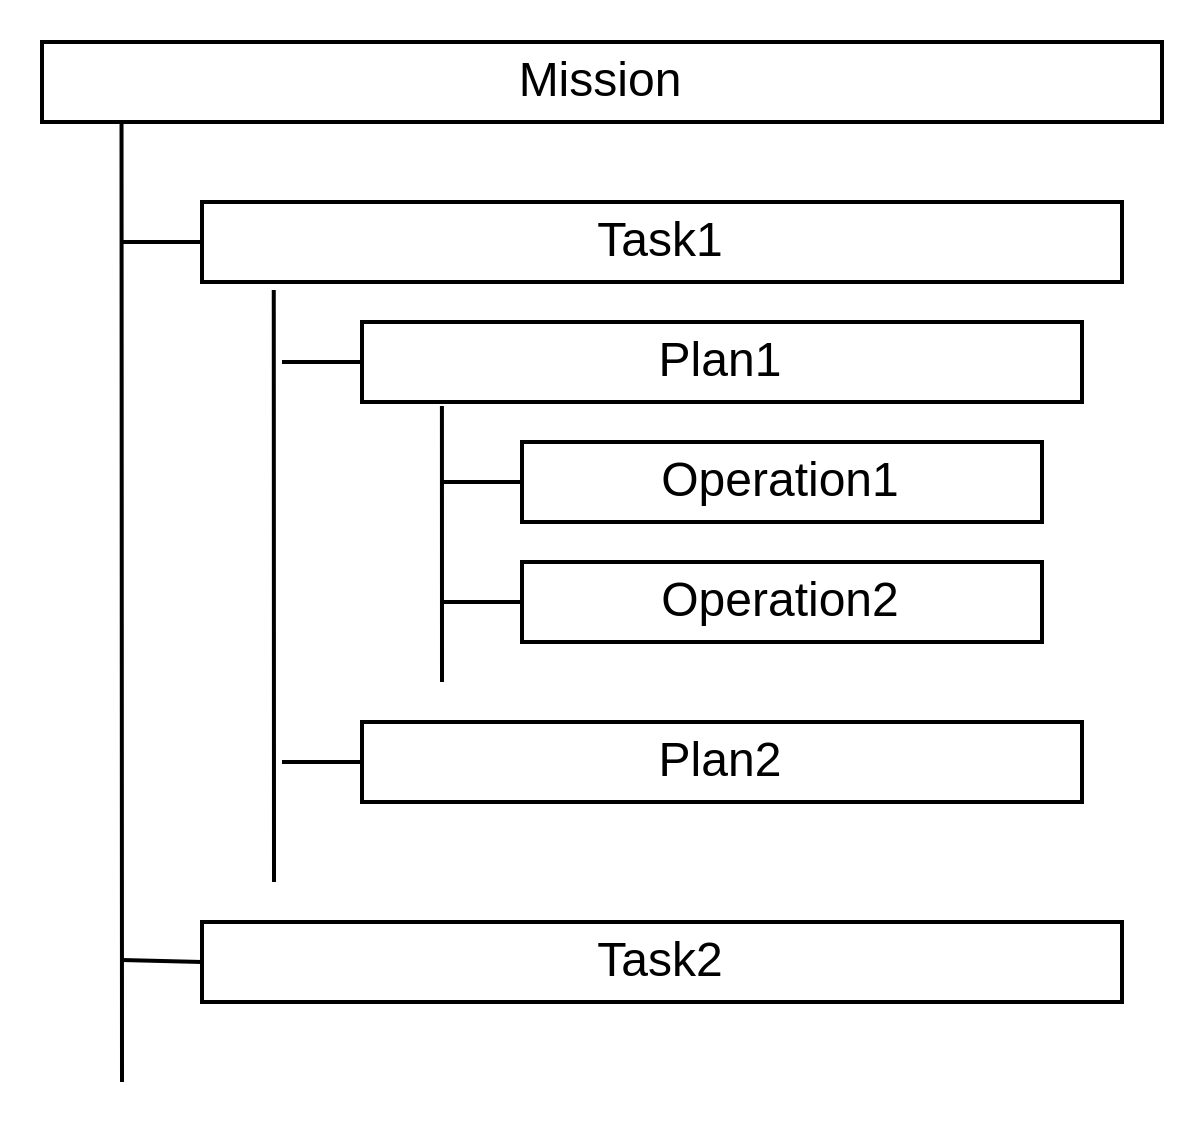 Mission
Task1
Plan1
Operation1
Operation2
Plan2
Task2